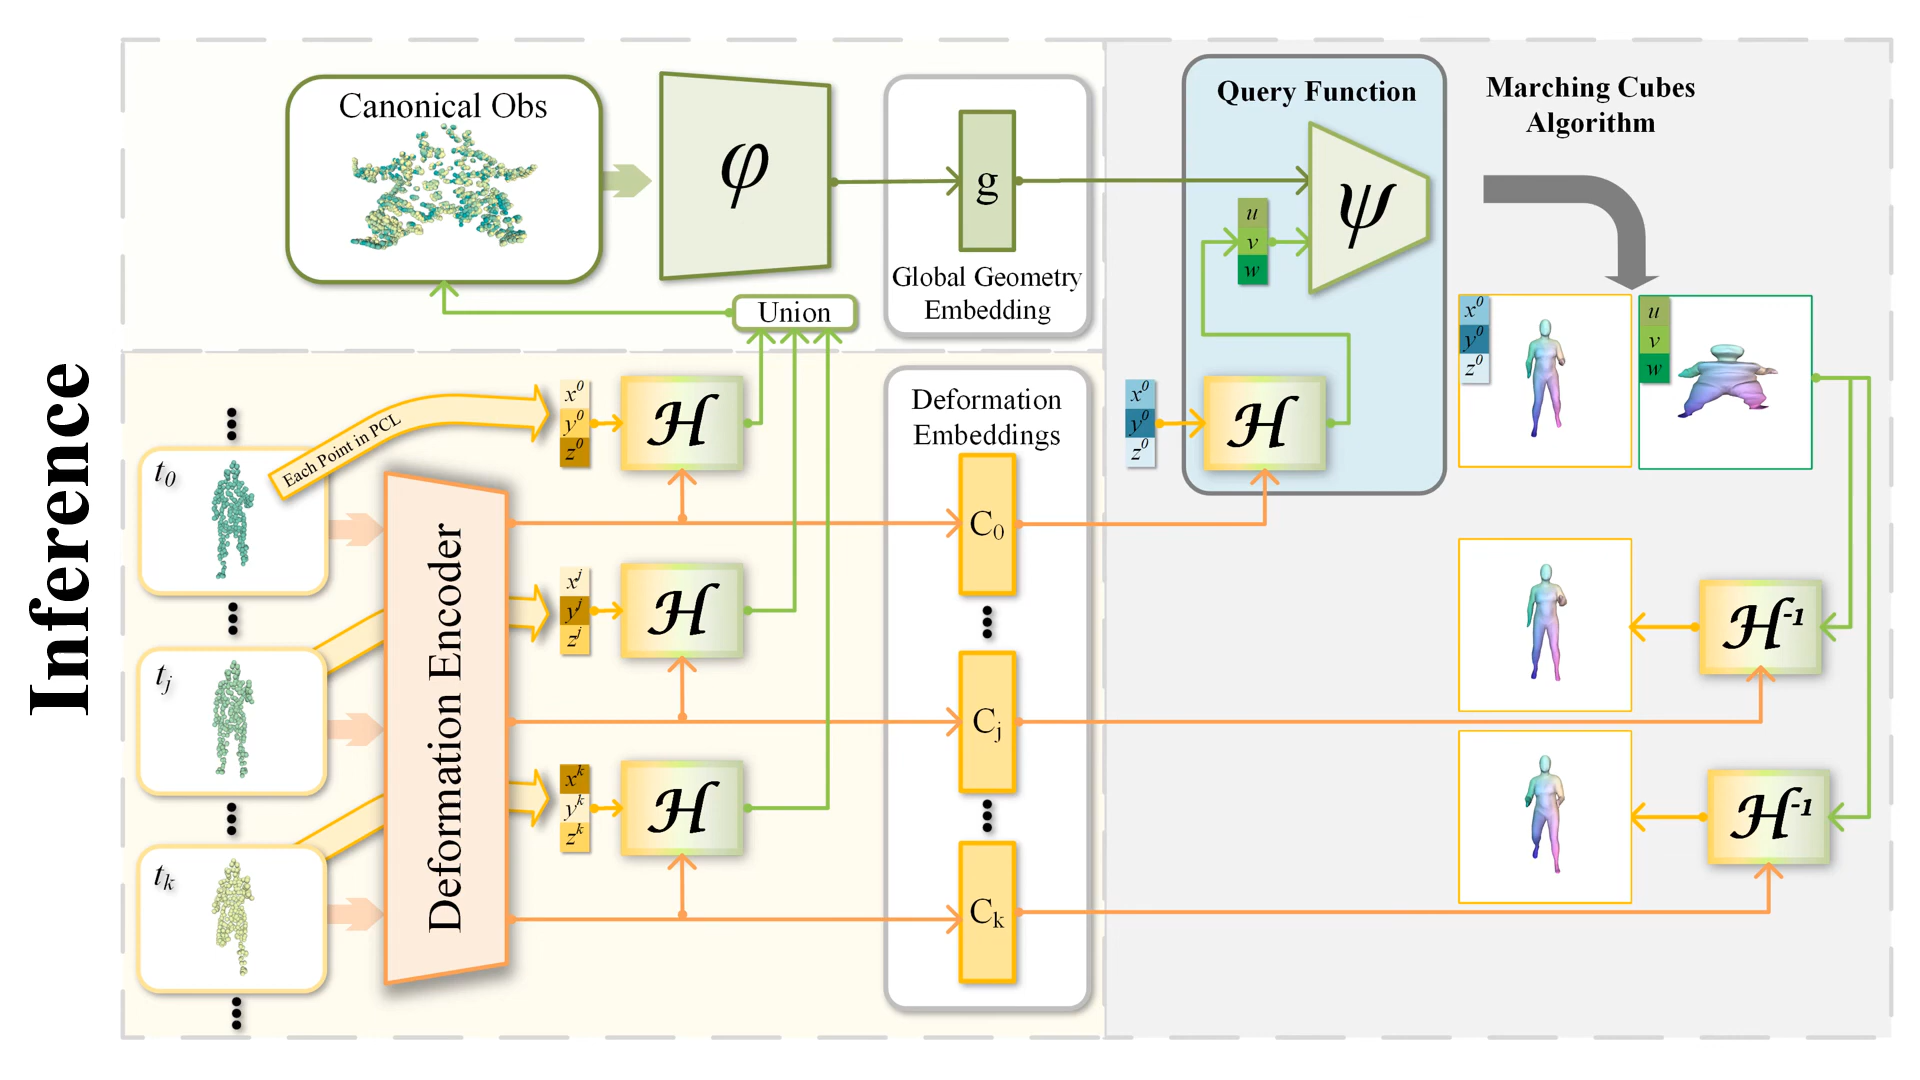 Inference
Canonical Obs
φ
g
Global Geometry
Embedding
Union
Query Function
ψ
u
v
w
x⁰
y⁰
z⁰
H
Marching Cubes
Algorithm
x⁰
y⁰
z⁰
u
v
w
t₀
Each Point in PCL
x⁰
y⁰
z⁰
H
Deformation
Embeddings
C₀
Deformation Encoder
tⱼ
xʲ
yʲ
zʲ
H
Cⱼ
H⁻¹
tₖ
xᵏ
yᵏ
zᵏ
H
Cₖ
H⁻¹